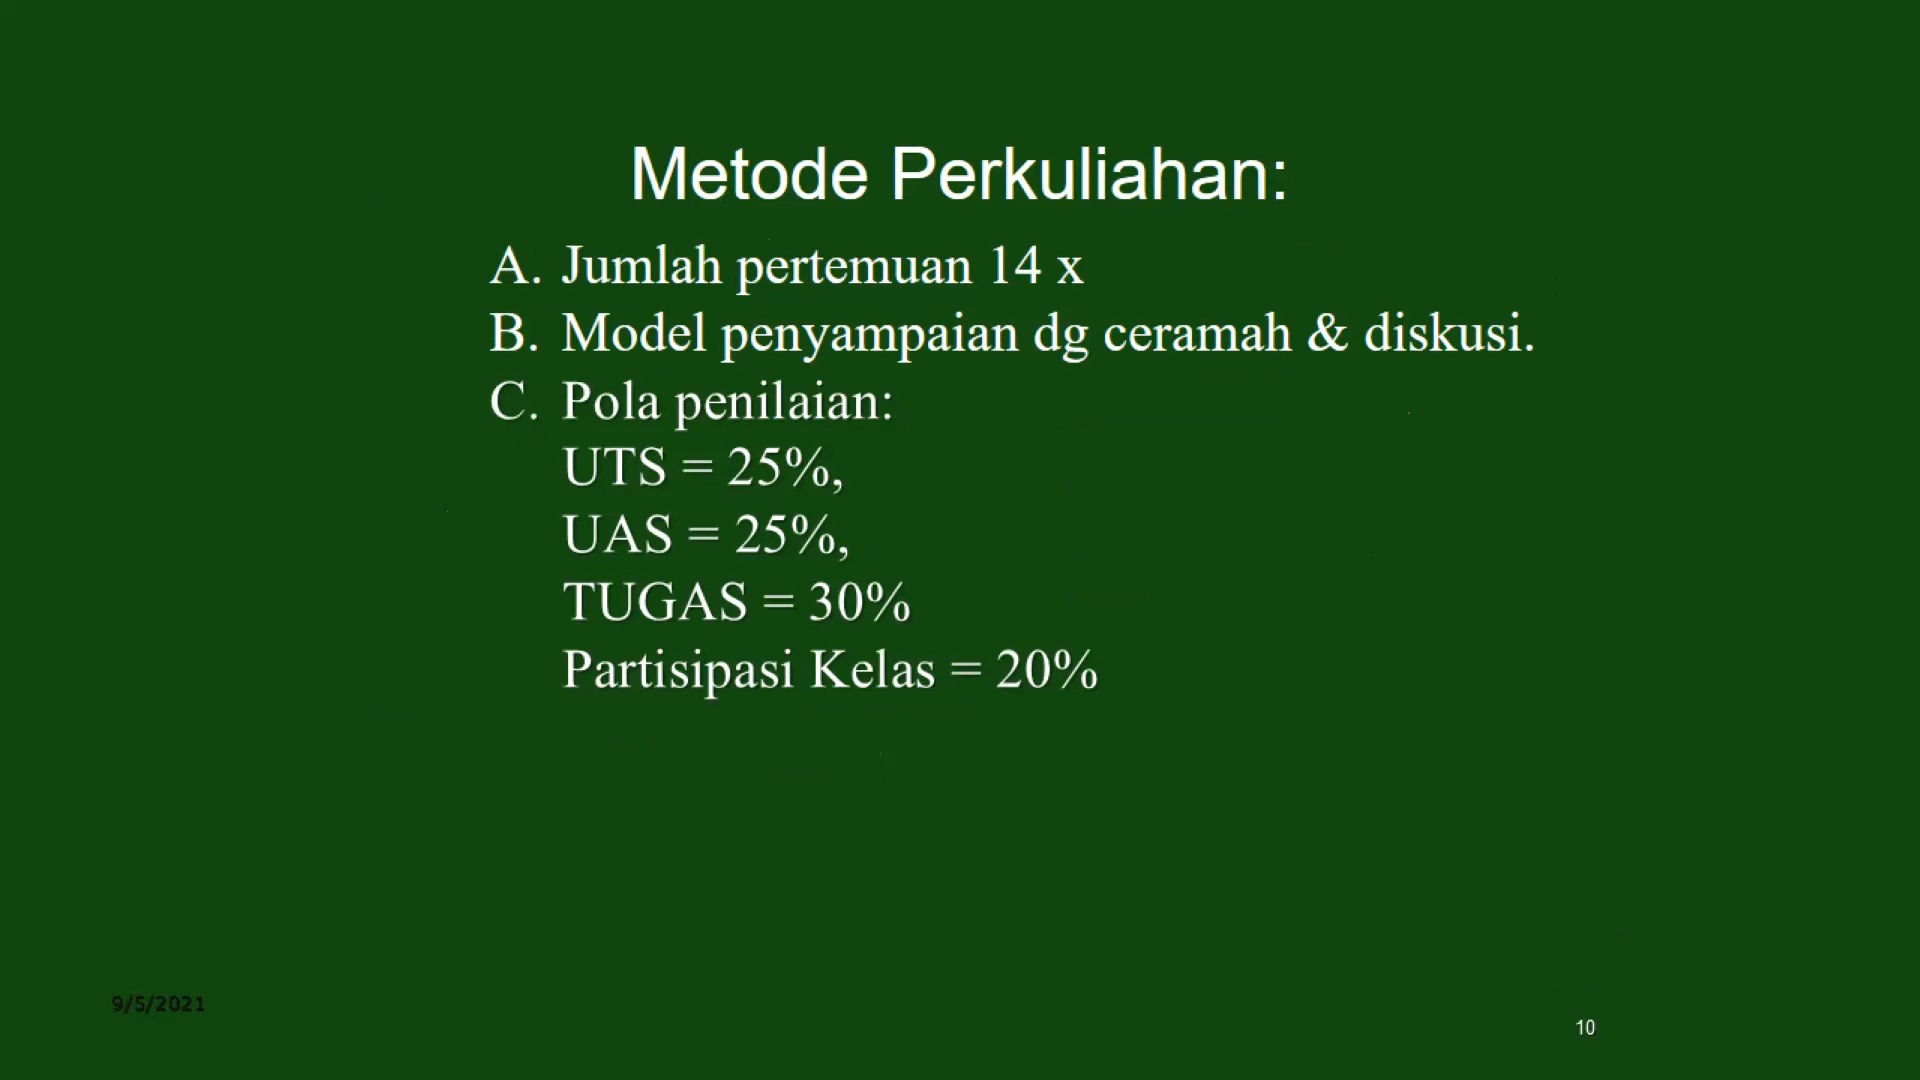 Metode Perkuliahan:
A. Jumlah pertemuan 14 x
B. Model penyampaian dg ceramah & diskusi.
C. Pola penilaian:
UTS = 25%,
UAS = 25%,
TUGAS = 30%
Partisipasi Kelas = 20%
9/5/2021
10